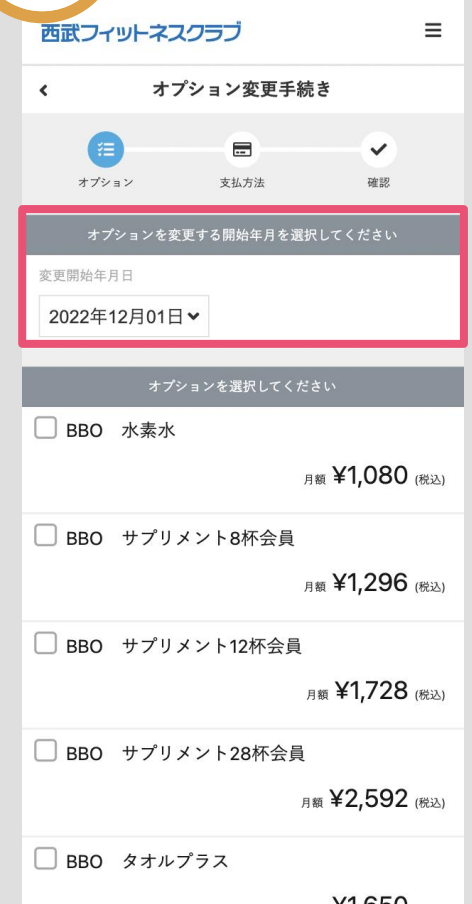 西武フィットネスクラブ
オプション変更手続き
オプション 支払方法 確認
オプションを変更する開始年月を選択してください
変更開始年月日
2022年12月01日
オプションを選択してください
BBO 水素水
月額 ¥1,080 (税込)
BBO サプリメント8杯会員
月額 ¥1,296 (税込)
BBO サプリメント12杯会員
月額 ¥1,728 (税込)
BBO サプリメント28杯会員
月額 ¥2,592 (税込)
BBO タオルプラス
¥1,650